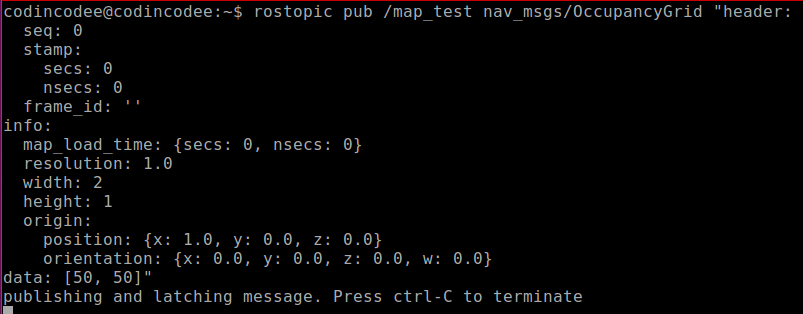 codincodee@codincodee:~$ rostopic pub /map_test nav_msgs/OccupancyGrid "header:
  seq: 0
  stamp:
    secs: 0
    nsecs: 0
  frame_id: ''
info:
  map_load_time: {secs: 0, nsecs: 0}
  resolution: 1.0
  width: 2
  height: 1
  origin:
    position: {x: 1.0, y: 0.0, z: 0.0}
    orientation: {x: 0.0, y: 0.0, z: 0.0, w: 0.0}
data: [50, 50]"
publishing and latching message. Press ctrl-C to terminate